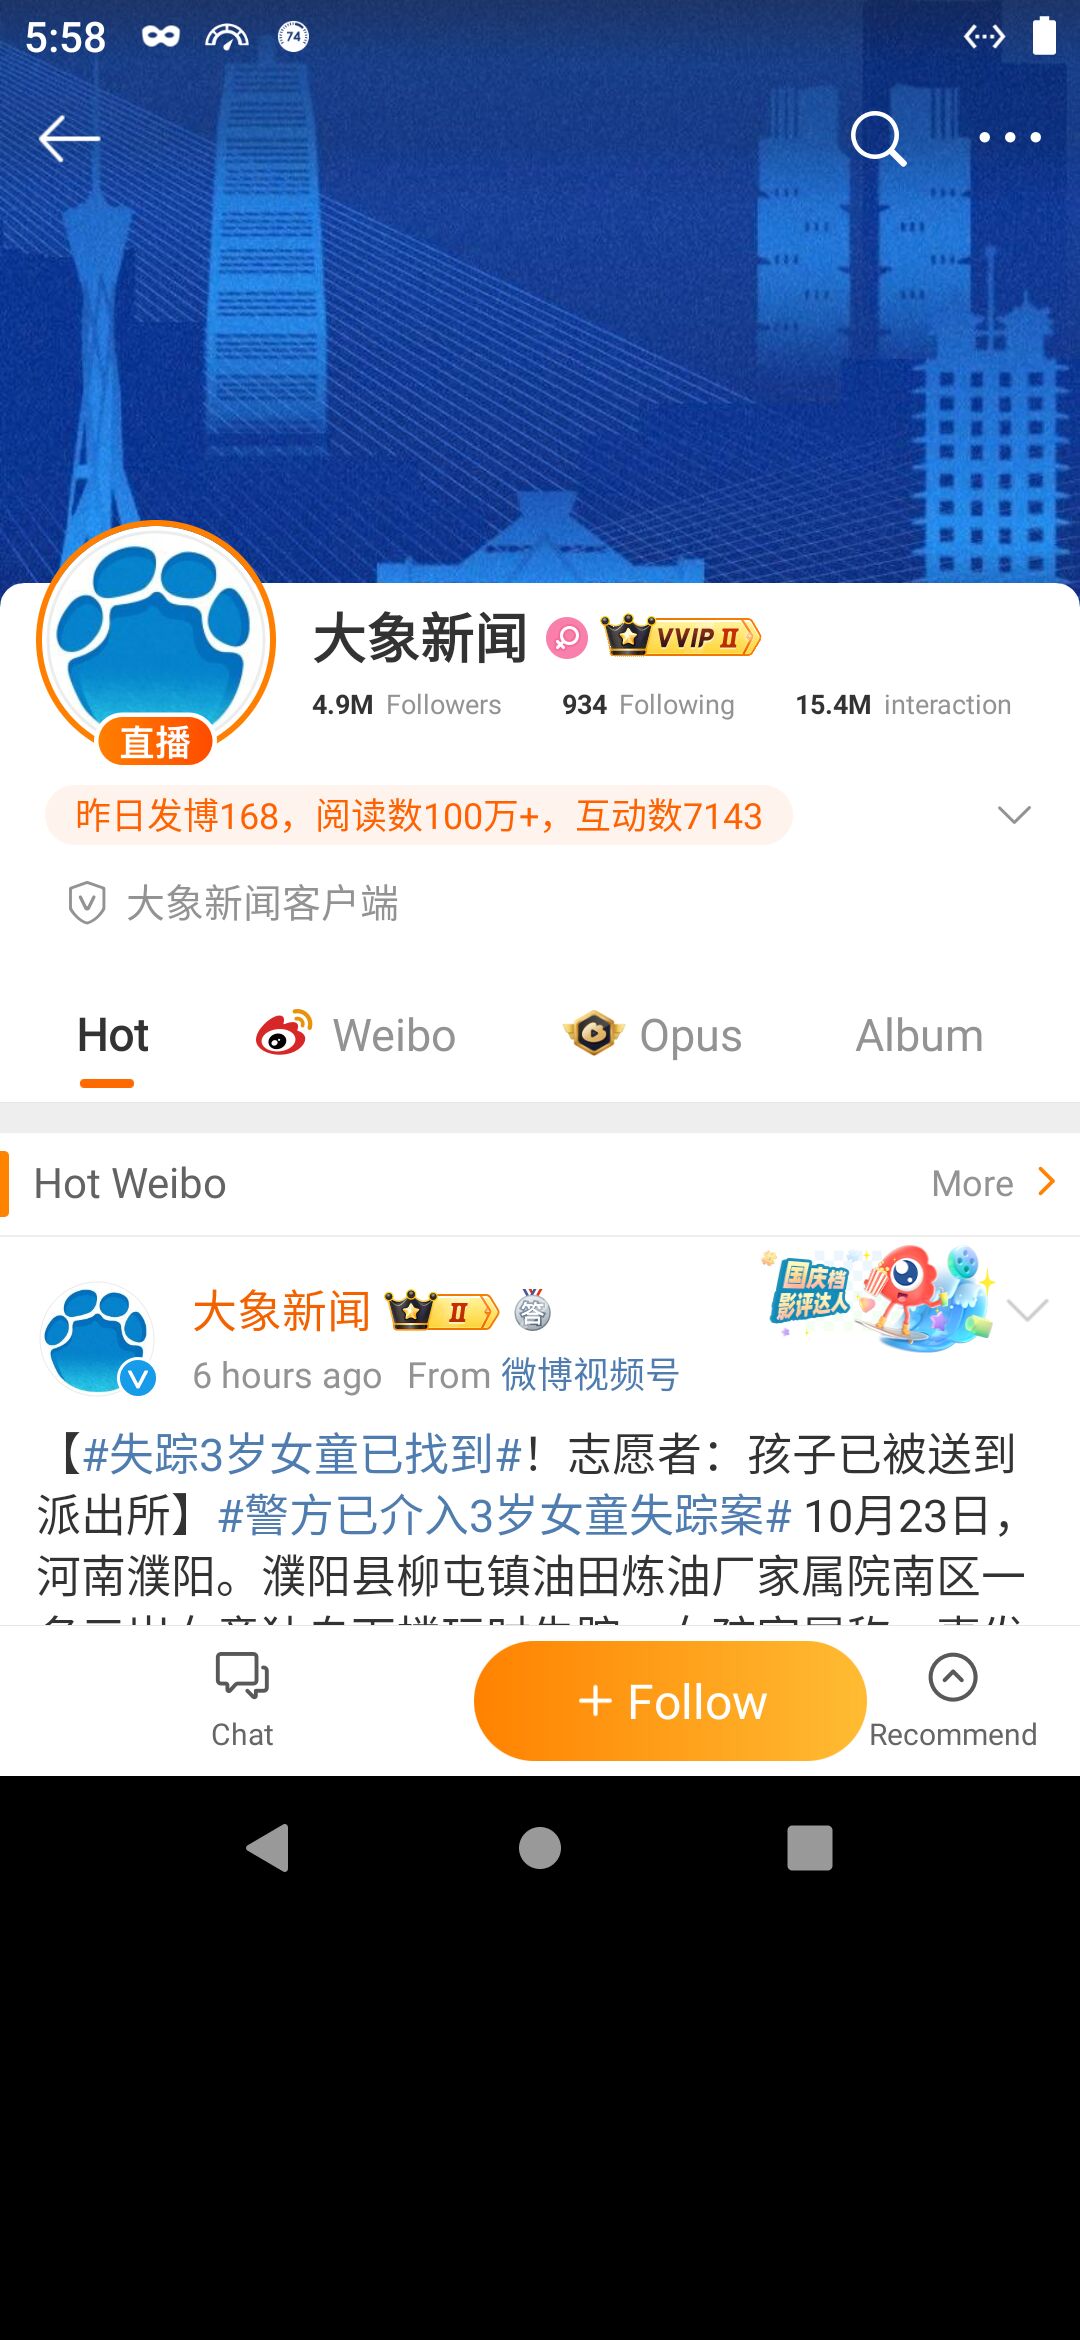 5:58
74
大象新闻
VVIP II
4.9M Followers 934 Following 15.4M interaction
直播
昨日发博168，阅读数100万+，互动数7143
大象新闻客户端
Hot Weibo Opus Album
Hot Weibo More
国庆档
影评达人
大象新闻 II 答
6 hours ago From 微博视频号
【#失踪3岁女童已找到#！志愿者：孩子已被送到
派出所】#警方已介入3岁女童失踪案# 10月23日，
河南濮阳。濮阳县柳屯镇油田炼油厂家属院南区一
Chat
+ Follow
Recommend